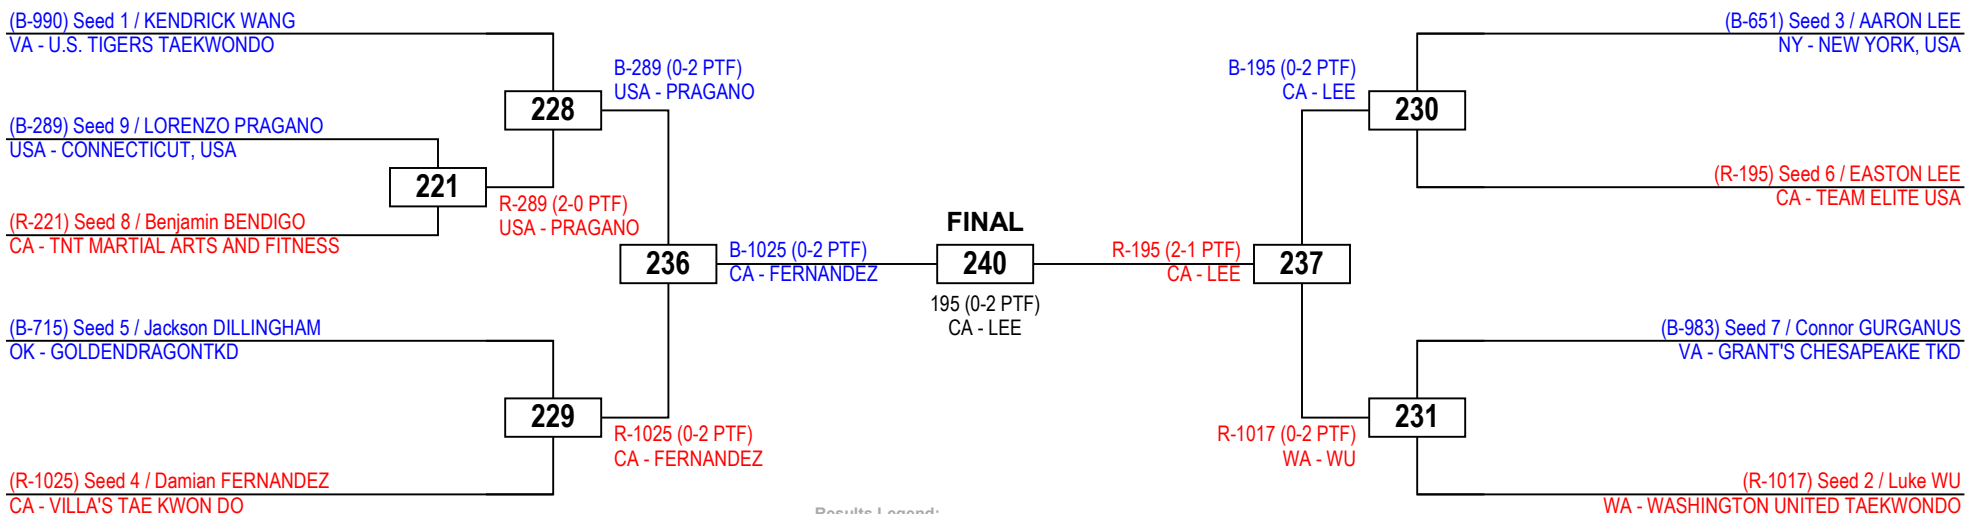 (B-990) Seed 1 / KENDRICK WANG
VA - U.S. TIGERS TAEKWONDO
(B-289) Seed 9 / LORENZO PRAGANO
USA - CONNECTICUT, USA
(R-221) Seed 8 / Benjamin BENDIGO
CA - TNT MARTIAL ARTS AND FITNESS
(B-715) Seed 5 / Jackson DILLINGHAM
OK - GOLDENDRAGONTKD
(R-1025) Seed 4 / Damian FERNANDEZ
CA - VILLA'S TAE KWON DO
221
R-289 (2-0 PTF)
USA - PRAGANO
228
B-289 (0-2 PTF)
USA - PRAGANO
229
R-1025 (0-2 PTF)
CA - FERNANDEZ
236
B-1025 (0-2 PTF)
CA - FERNANDEZ
FINAL
240
195 (0-2 PTF)
CA - LEE
R-195 (2-1 PTF)
CA - LEE
237
B-195 (0-2 PTF)
CA - LEE
230
R-1017 (0-2 PTF)
WA - WU
231
(B-651) Seed 3 / AARON LEE
NY - NEW YORK, USA
(R-195) Seed 6 / EASTON LEE
CA - TEAM ELITE USA
(B-983) Seed 7 / Connor GURGANUS
VA - GRANT'S CHESAPEAKE TKD
(R-1017) Seed 2 / Luke WU
WA - WASHINGTON UNITED TAEKWONDO
Results Legend: